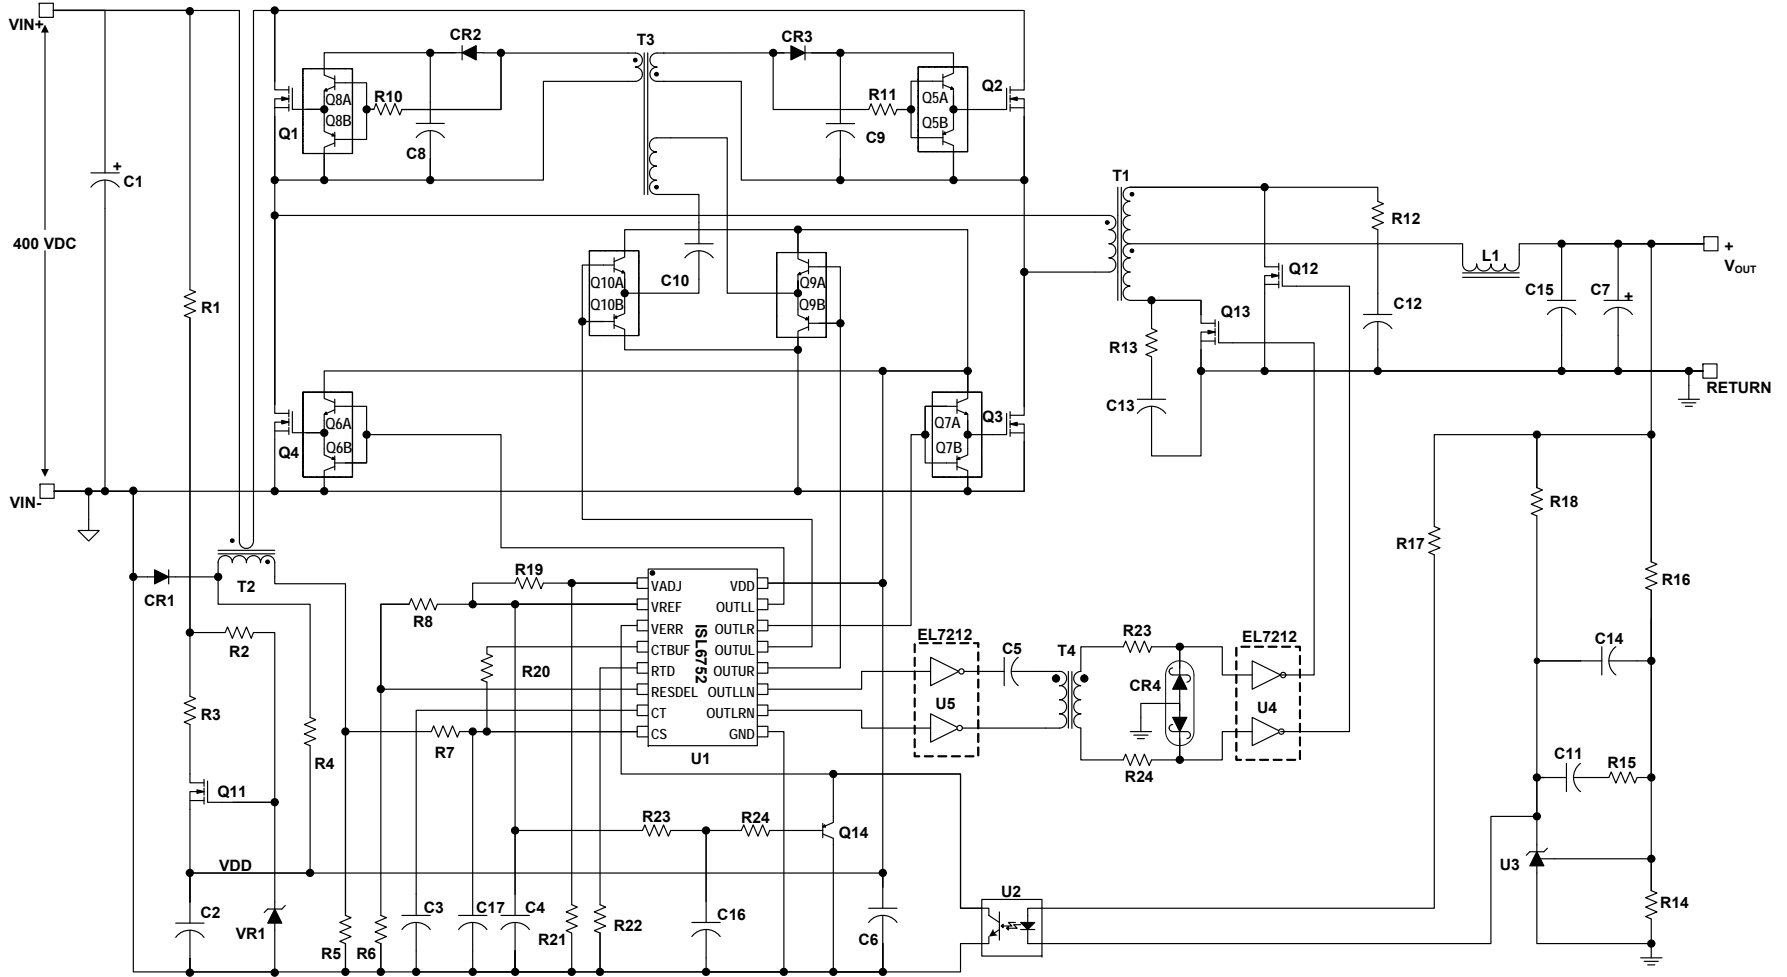 VIN+
CR2
T3
CR3
Q8A
Q8B
R10
Q1
C8
R11
C9
Q5A
Q5B
Q2
C1
+
T1
R12
400 VDC
C10
Q10A
Q10B
Q9A
Q9B
Q12
L1
+
VOUT
R1
Q13
C12
C15
C7
+
R13
RETURN
C13
Q6A
Q6B
Q4
Q7A
Q7B
Q3
VIN-
R18
R17
T2
CR1
R19
R8
R16
VADJ
VREF
VERR
CTBUF
RTD
RESDEL
CT
CS
ISL6752
VDD
OUTLL
OUTLR
OUTUL
OUTUR
OUTLLN
OUTLRN
GND
U1
R2
R20
EL7212
C5
T4
R23
EL7212
C14
CR4
U5
U4
R3
R4
R7
R24
C11
R15
Q11
R23
R24
Q14
U3
VDD
U2
C2
VR1
R5
R6
C3
C17
C4
R21
R22
C16
C6
R14